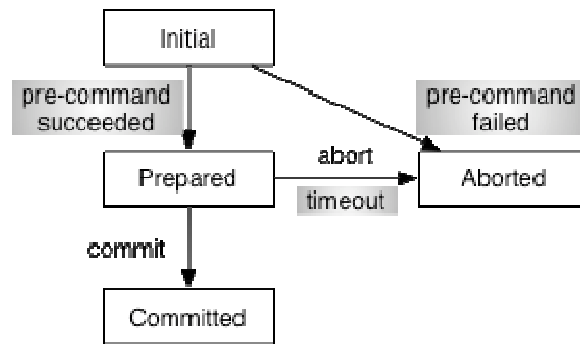 Initial
pre-command
succeeded
pre-command
failed
Prepared
abort
timeout
Aborted
commit
Committed